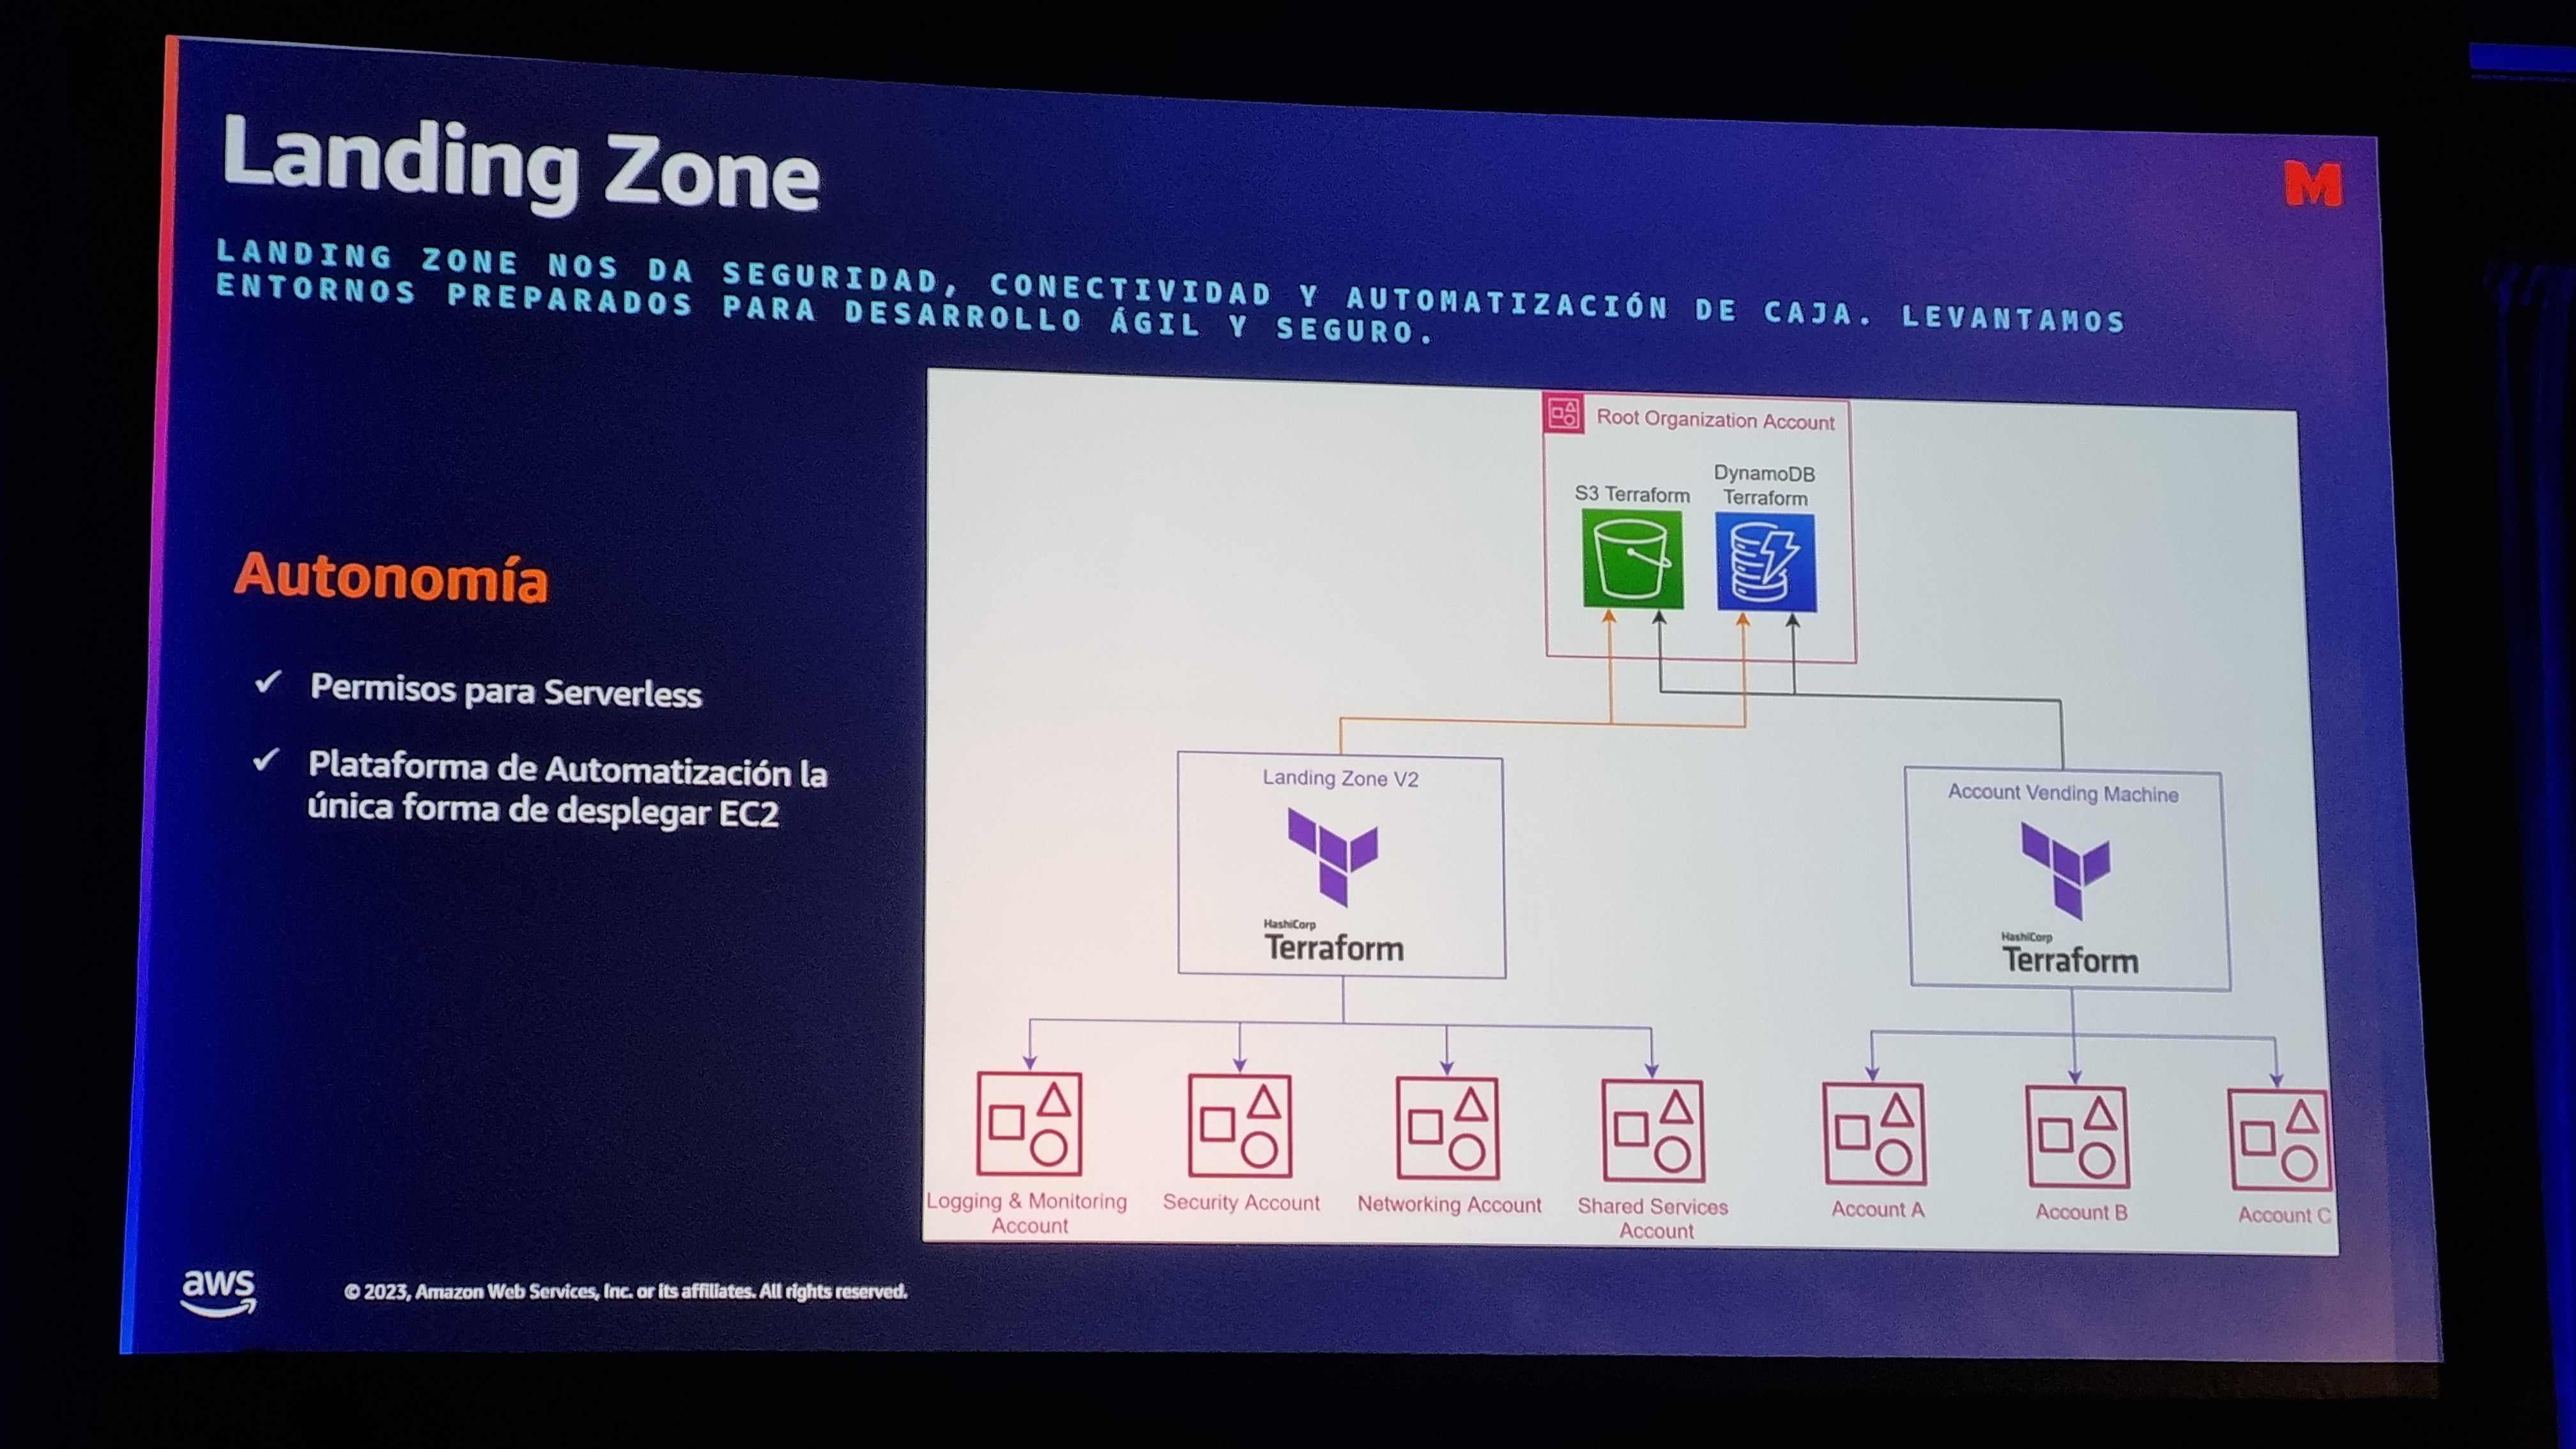 Landing Zone
M
LANDING ZONE NOS DA SEGURIDAD, CONECTIVIDAD Y AUTOMATIZACIÓN DE CAJA. LEVANTAMOS
ENTORNOS PREPARADOS PARA DESARROLLO ÁGIL Y SEGURO.
Autonomía
✓ Permisos para Serverless
✓ Plataforma de Automatización la
única forma de desplegar EC2
Root Organization Account
S3 Terraform
DynamoDB
Terraform
Landing Zone V2
HashiCorp
Terraform
Account Vending Machine
HashiCorp
Terraform
Logging & Monitoring
Account
Security Account
Networking Account
Shared Services
Account
Account A
Account B
Account C
aws
© 2023, Amazon Web Services, Inc. or its affiliates. All rights reserved.